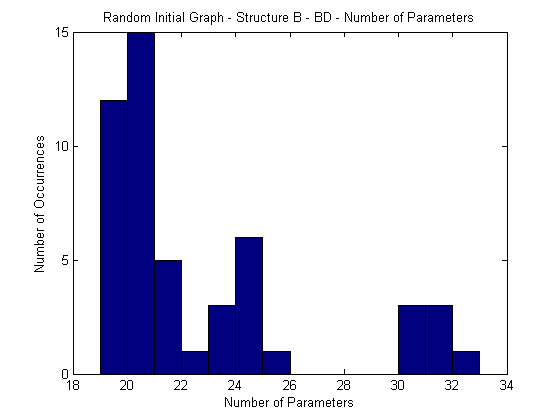 Random Initial Graph - Structure B - BD - Number of Parameters
15
10
5
0
Number of Occurrences
18 20 22 24 26 28 30 32 34
Number of Parameters